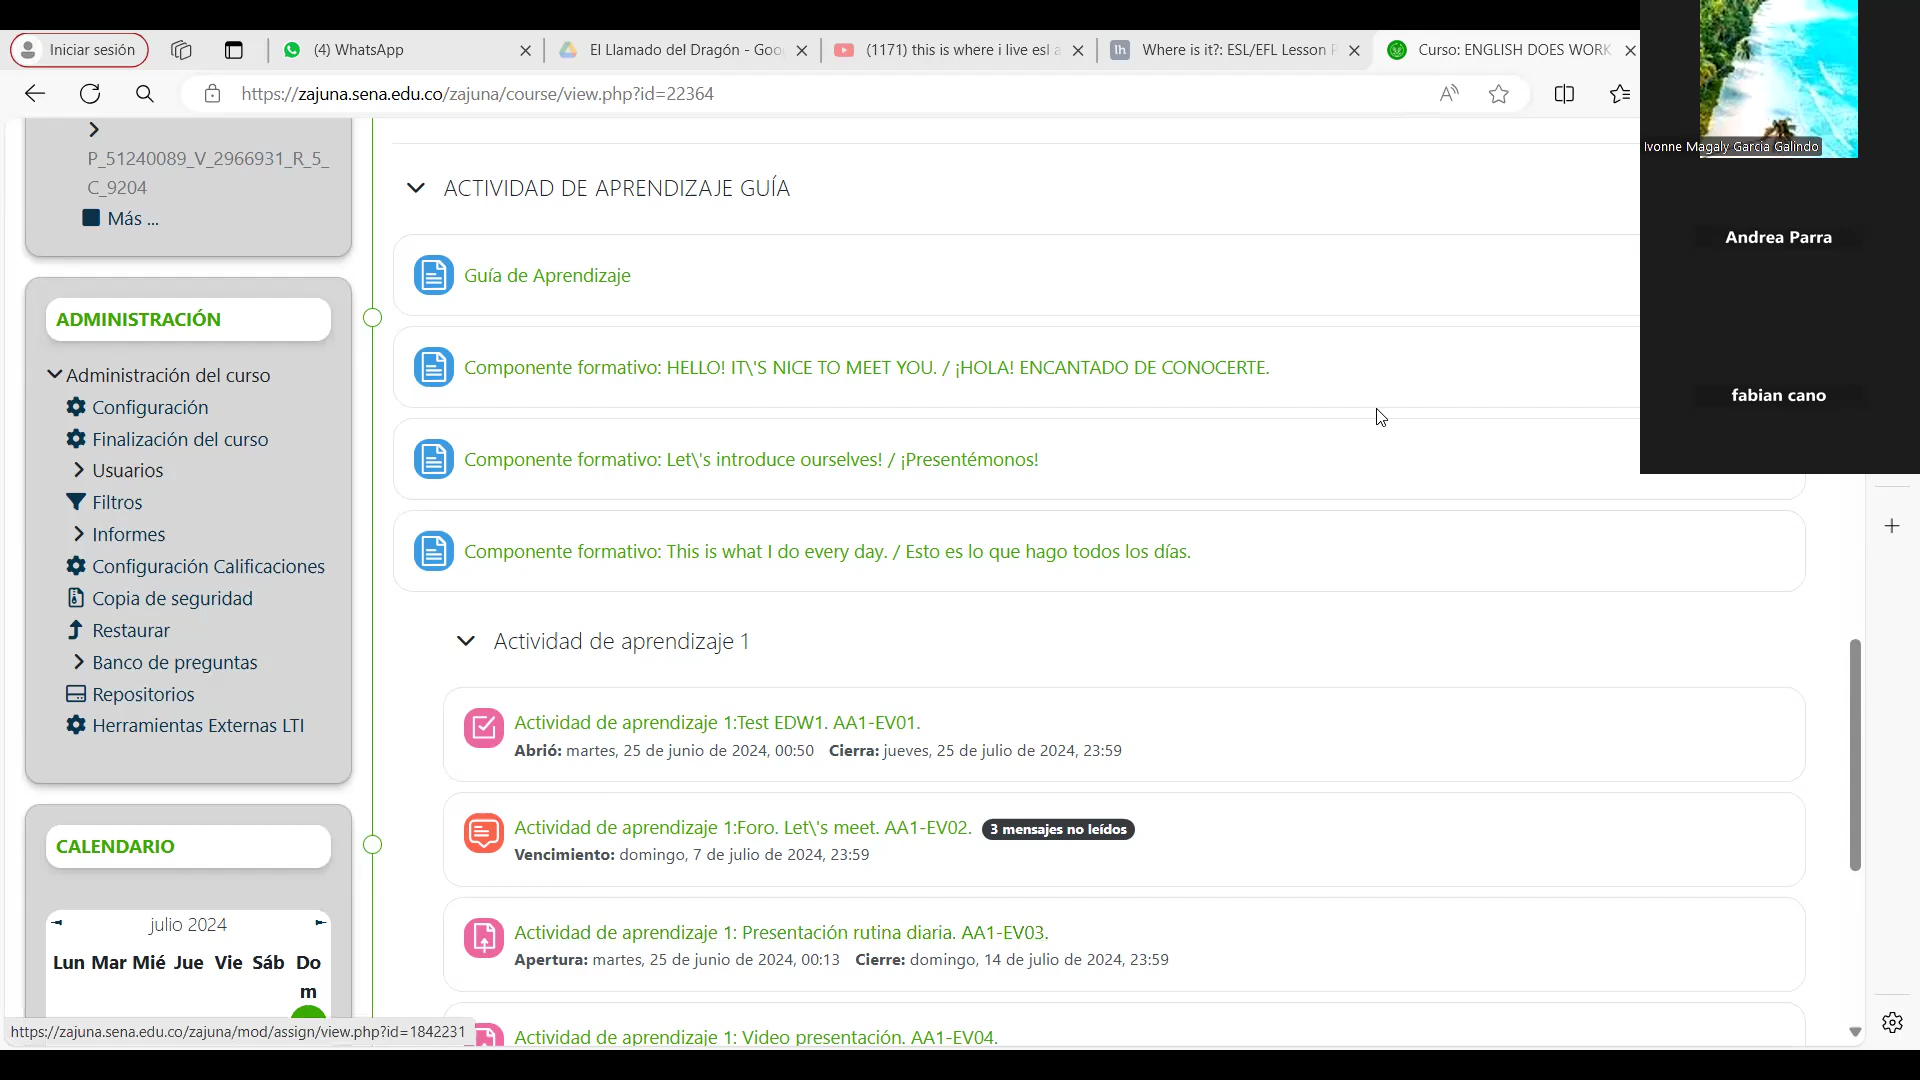 Iniciar sesión
(4) WhatsApp
El Llamado del Dragón - Goo
(1171) this is where i live esl a
Where is it?: ESL/EFL Lesson P
Curso: ENGLISH DOES WORK
https://zajuna.sena.edu.co/zajuna/course/view.php?id=22364
Ivonne Magaly Garcia Galindo
Andrea Parra
fabian cano
P_51240089_V_2966931_R_5_
C_9204
Más ...
ADMINISTRACIÓN
Administración del curso
Configuración
Finalización del curso
Usuarios
Filtros
Informes
Configuración Calificaciones
Copia de seguridad
Restaurar
Banco de preguntas
Repositorios
Herramientas Externas LTI
CALENDARIO
julio 2024
Lun Mar Mié Jue Vie Sáb Do
m
https://zajuna.sena.edu.co/zajuna/mod/assign/view.php?id=1842231
ACTIVIDAD DE APRENDIZAJE GUÍA
Guía de Aprendizaje
Componente formativo: HELLO! IT\'S NICE TO MEET YOU. / ¡HOLA! ENCANTADO DE CONOCERTE.
Componente formativo: Let\'s introduce ourselves! / ¡Presentémonos!
Componente formativo: This is what I do every day. / Esto es lo que hago todos los días.
Actividad de aprendizaje 1
Actividad de aprendizaje 1:Test EDW1. AA1-EV01.
Abrió: martes, 25 de junio de 2024, 00:50 Cierra: jueves, 25 de julio de 2024, 23:59
Actividad de aprendizaje 1:Foro. Let\'s meet. AA1-EV02. 3 mensajes no leídos
Vencimiento: domingo, 7 de julio de 2024, 23:59
Actividad de aprendizaje 1: Presentación rutina diaria. AA1-EV03.
Apertura: martes, 25 de junio de 2024, 00:13 Cierre: domingo, 14 de julio de 2024, 23:59
Actividad de aprendizaje 1: Video presentación. AA1-EV04.